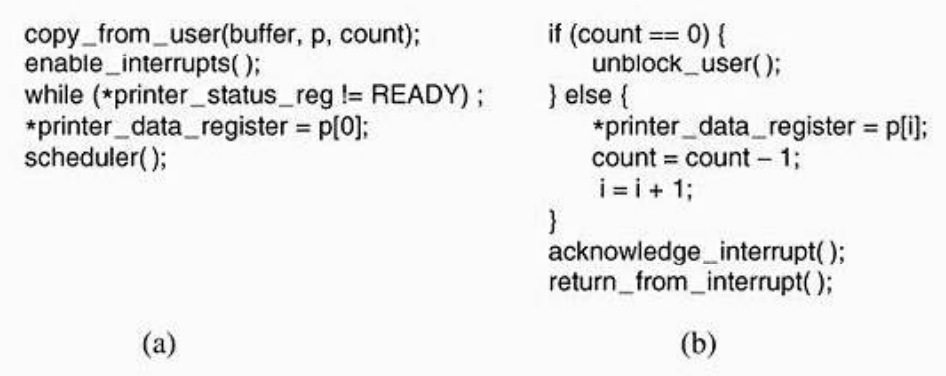 copy_from_user(buffer, p, count);
enable_interrupts( );
while (*printer_status_reg != READY) ;
*printer_data_register = p[0];
scheduler( );
(a)
if (count == 0) {
unblock_user( );
} else {
*printer_data_register = p[i];
count = count – 1;
i = i + 1;
}
acknowledge_interrupt( );
return_from_interrupt( );
(b)